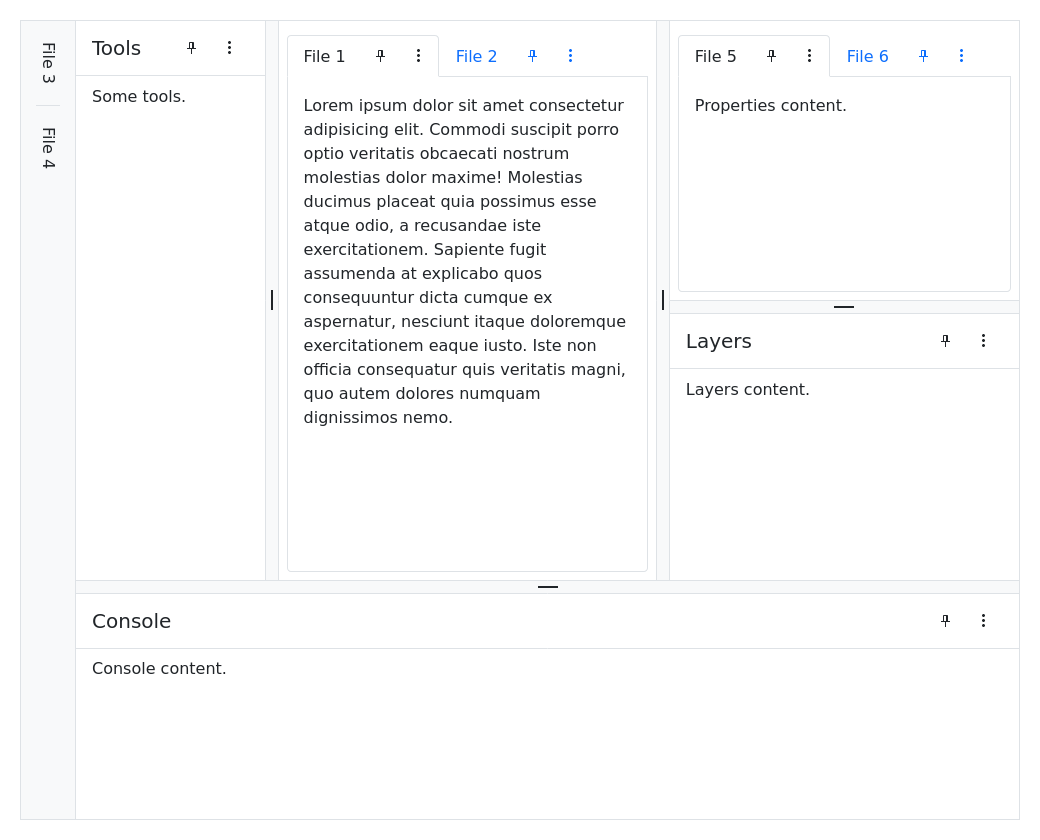 File 3
File 4
Tools
Some tools.
File 1
File 2
Lorem ipsum dolor sit amet consectetur
adipisicing elit. Commodi suscipit porro
optio veritatis obcaecati nostrum
molestias dolor maxime! Molestias
ducimus placeat quia possimus esse
atque odio, a recusandae iste
exercitationem. Sapiente fugit
assumenda at explicabo quos
consequuntur dicta cumque ex
aspernatur, nesciunt itaque doloremque
exercitationem eaque iusto. Iste non
officia consequatur quis veritatis magni,
quo autem dolores numquam
dignissimos nemo.
File 5
File 6
Properties content.
Layers
Layers content.
Console
Console content.